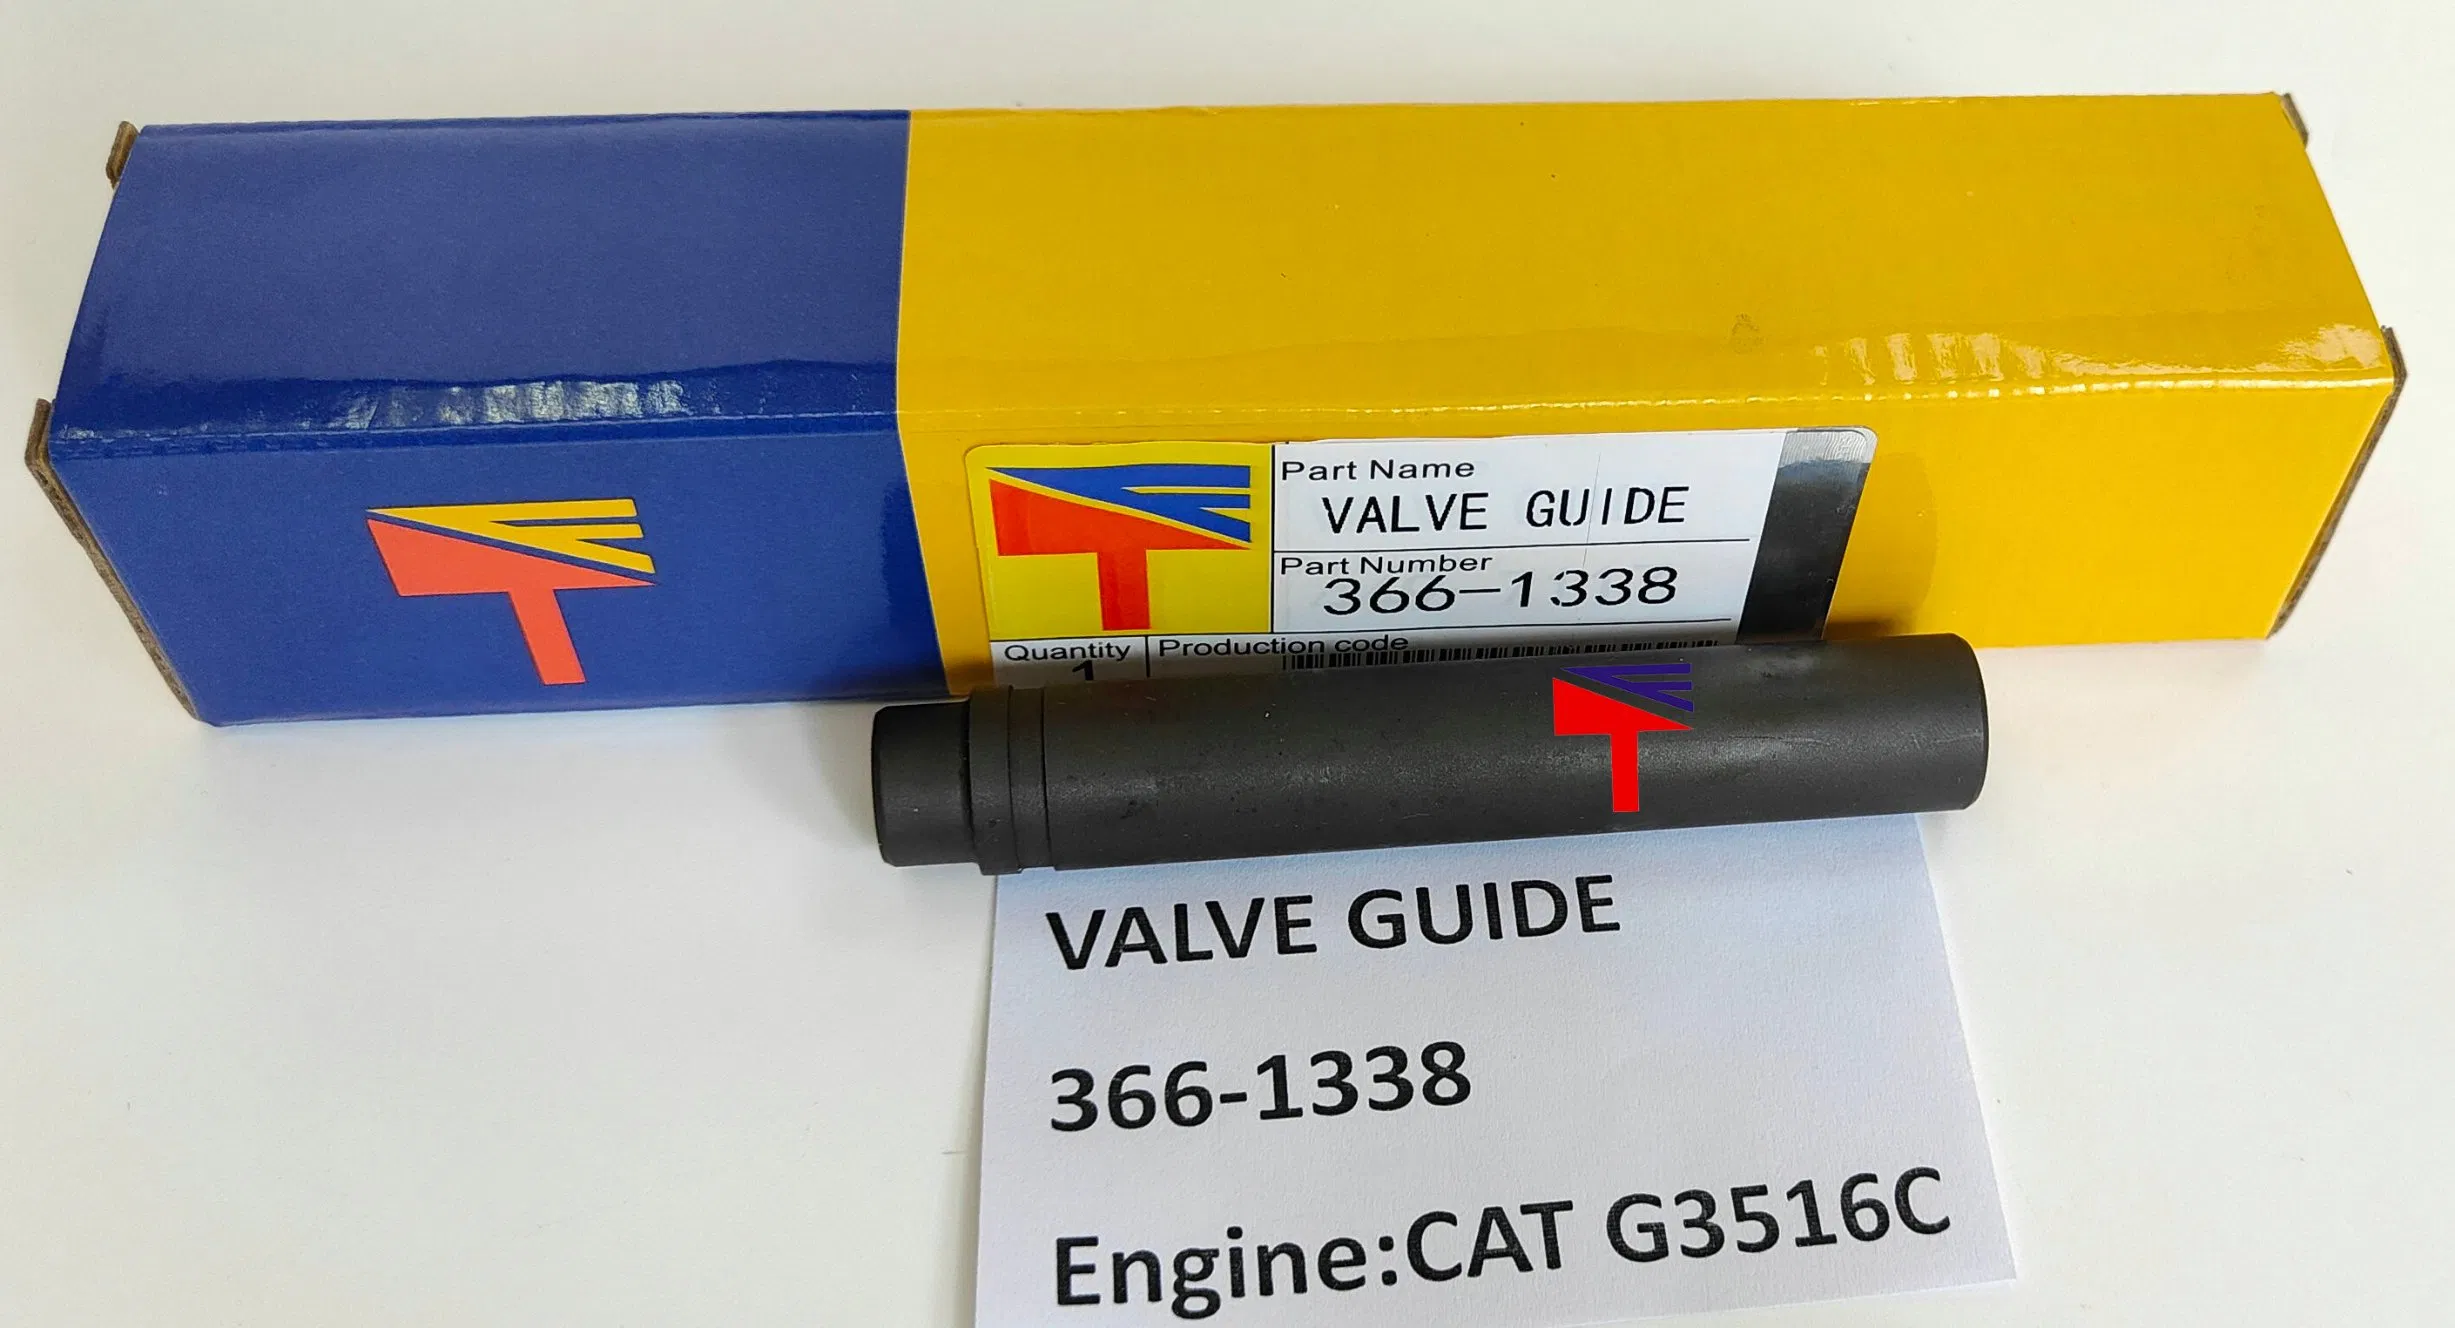 Part Name
VALVE GUIDE
Part Number
366-1338
Quantity
1
Production code
VALVE GUIDE
366-1338
Engine:CAT G3516C